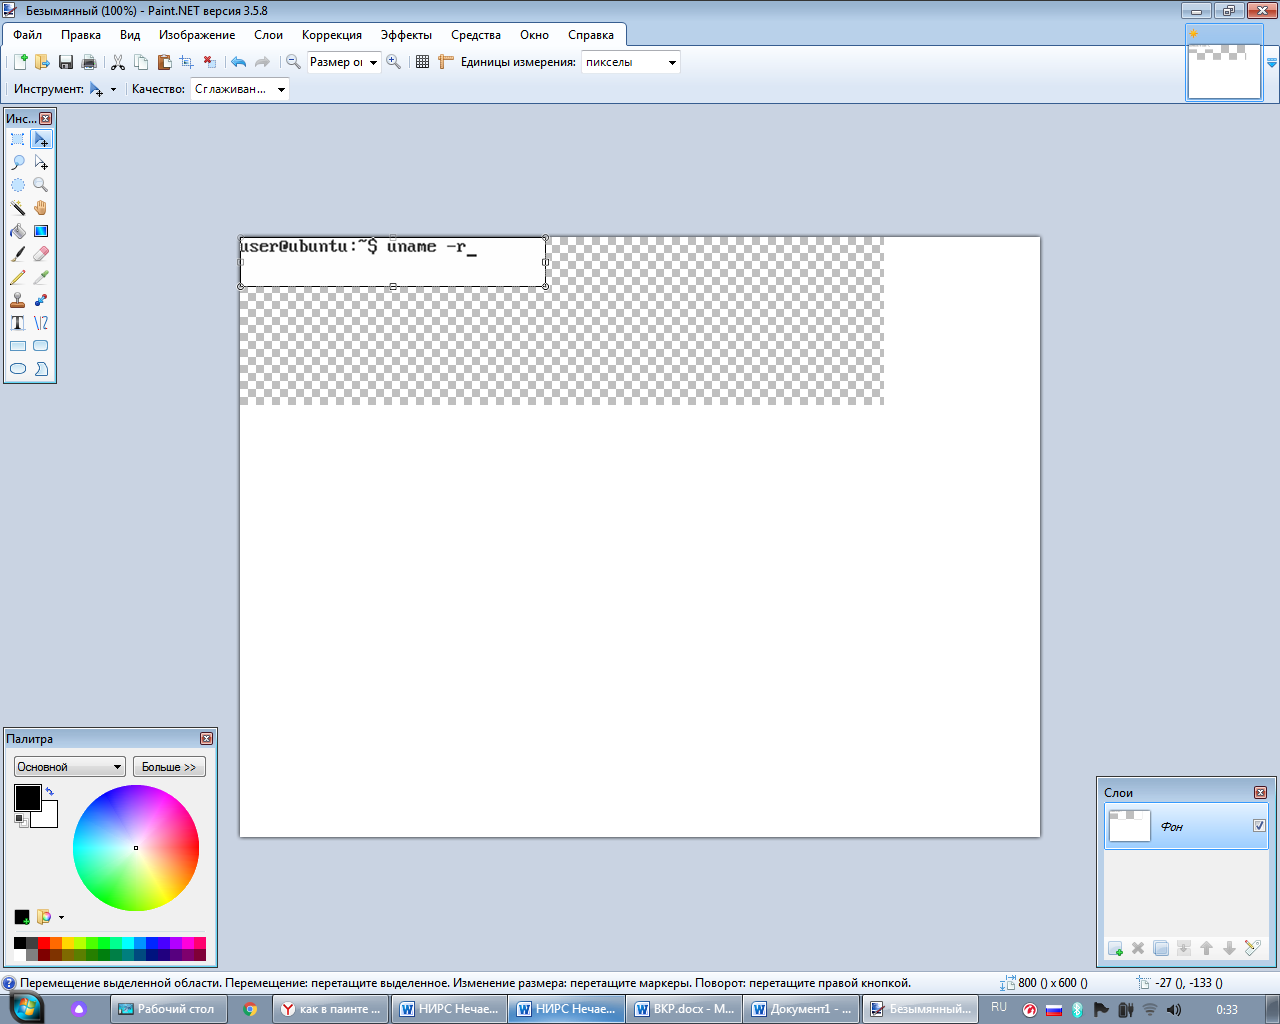 Безымянный (100%) - Paint.NET версия 3.5.8
Файл Правка Вид Изображение Слои Коррекция Эффекты Средства Окно Справка
Размер ог Единицы измерения: пикселы
Инструмент: Качество: Сглаживан...
Инс...
user@ubuntu:~$ uname -r_
Палитра
Основной Больше >>
Слои
Фон
Перемещение выделенной области. Перемещение: перетащите выделенное. Изменение размера: перетащите маркеры. Поворот: перетащите правой кнопкой. 800 () x 600 () -27 (), -133 ()
Рабочий стол как в паинте ... НИРС Нечае... НИРС Нечае... ВКР.docx - M... Документ1 - ... Безымянный... RU 0:33